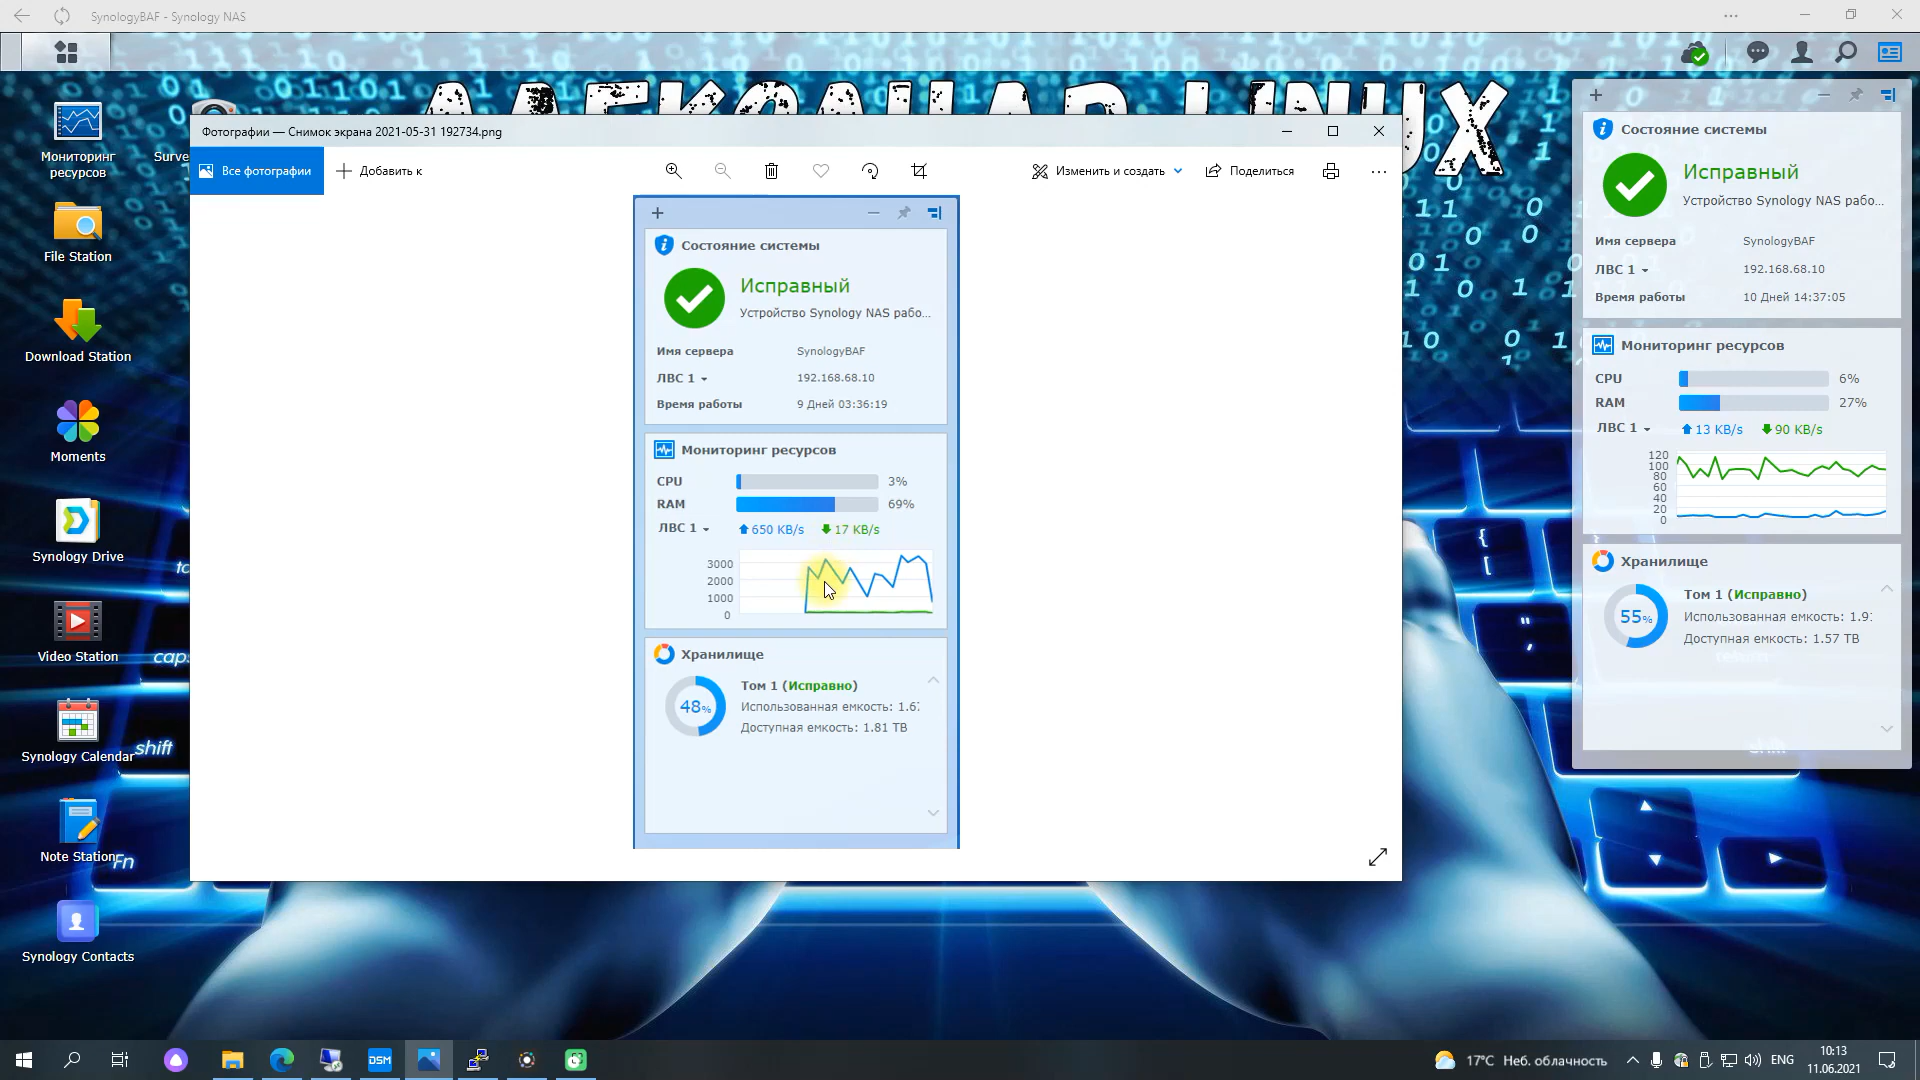 SynologyBAF - Synology NAS
Фотографии — Снимок экрана 2021-05-31 192734.png
Все фотографии
Добавить к
Изменить и создать
Поделиться
Мониторинг
ресурсов
File Station
Download Station
Moments
Synology Drive
Video Station
Synology Calendar
Note Station
Synology Contacts
Surve
caps
shift
Fn
LINUX
Состояние системы
Исправный
Устройство Synology NAS рабо...
Имя сервера SynologyBAF
ЛВС 1 192.168.68.10
Время работы 9 Дней 03:36:19
Мониторинг ресурсов
CPU 3%
RAM 69%
ЛВС 1 650 KB/s 17 KB/s
3000
2000
1000
0
Хранилище
48%
Том 1 (Исправно)
Использованная емкость: 1.6
Доступная емкость: 1.81 TB
Состояние системы
Исправный
Устройство Synology NAS рабо...
Имя сервера SynologyBAF
ЛВС 1 192.168.68.10
Время работы 10 Дней 14:37:05
Мониторинг ресурсов
CPU 6%
RAM 27%
ЛВС 1 13 KB/s 90 KB/s
120
100
80
60
40
20
0
Хранилище
55%
Том 1 (Исправно)
Использованная емкость: 1.9
Доступная емкость: 1.57 TB
DSM
17°C Неб. облачность
ENG
10:13
11.06.2021